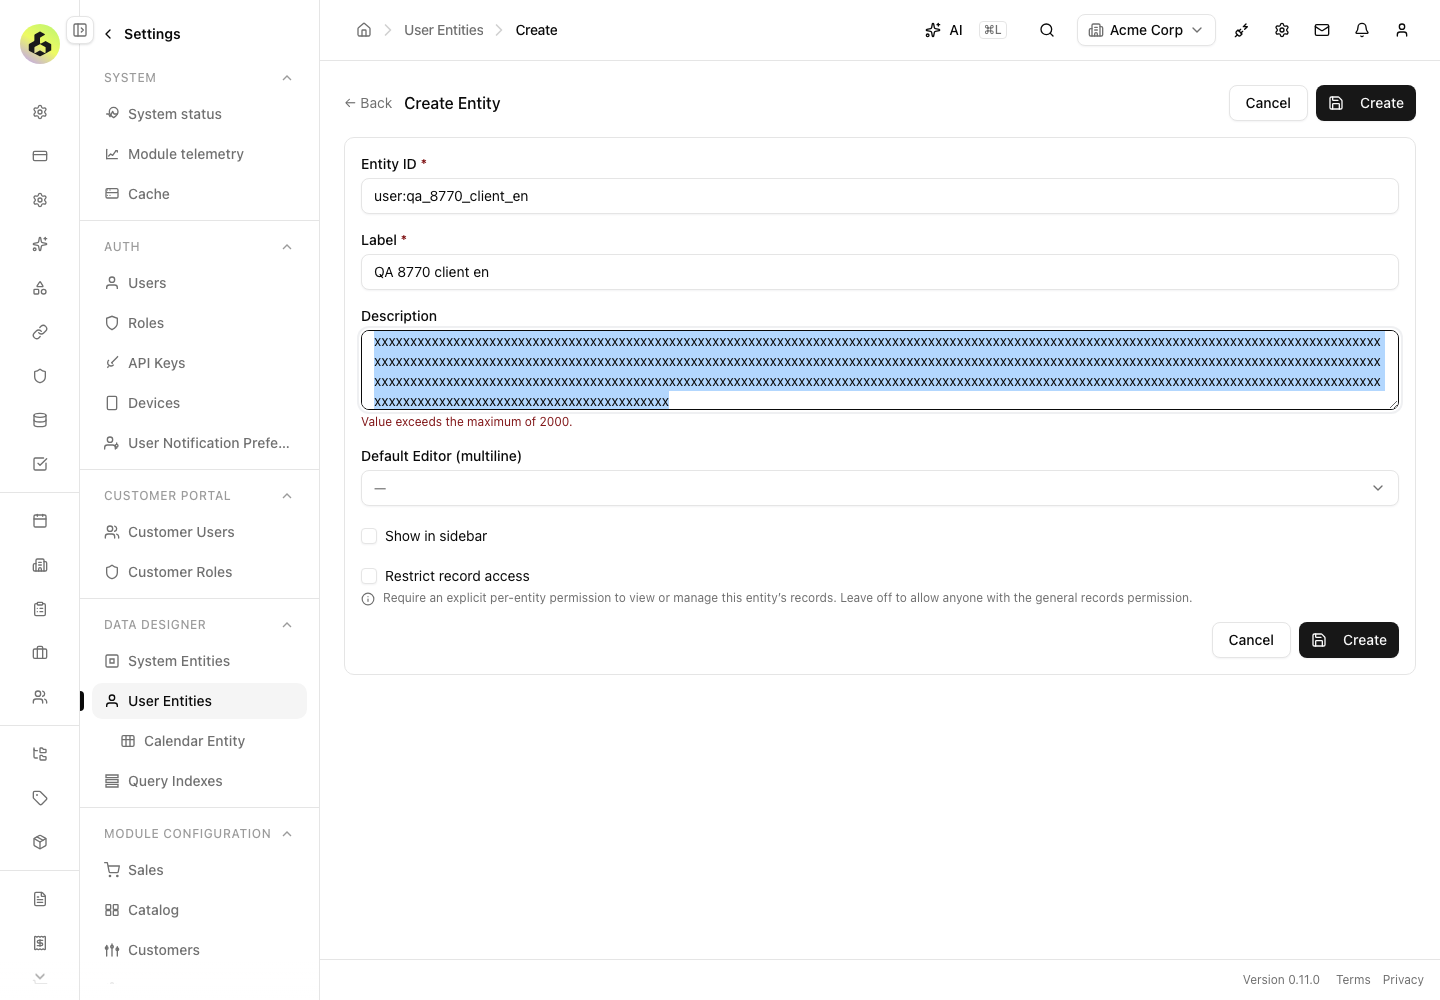 Settings
User Entities
Create
AI
⌘L
Acme Corp
SYSTEM
System status
Module telemetry
Cache
AUTH
Users
Roles
API Keys
Devices
User Notification Prefe...
CUSTOMER PORTAL
Customer Users
Customer Roles
DATA DESIGNER
System Entities
User Entities
Calendar Entity
Query Indexes
MODULE CONFIGURATION
Sales
Catalog
Customers
← Back
Create Entity
Cancel
Create
Entity ID *
user:qa_8770_client_en
Label *
QA 8770 client en
Description
Value exceeds the maximum of 2000.
Default Editor (multiline)
—
Show in sidebar
Restrict record access
Require an explicit per-entity permission to view or manage this entity's records. Leave off to allow anyone with the general records permission.
Cancel
Create
Version 0.11.0
Terms
Privacy